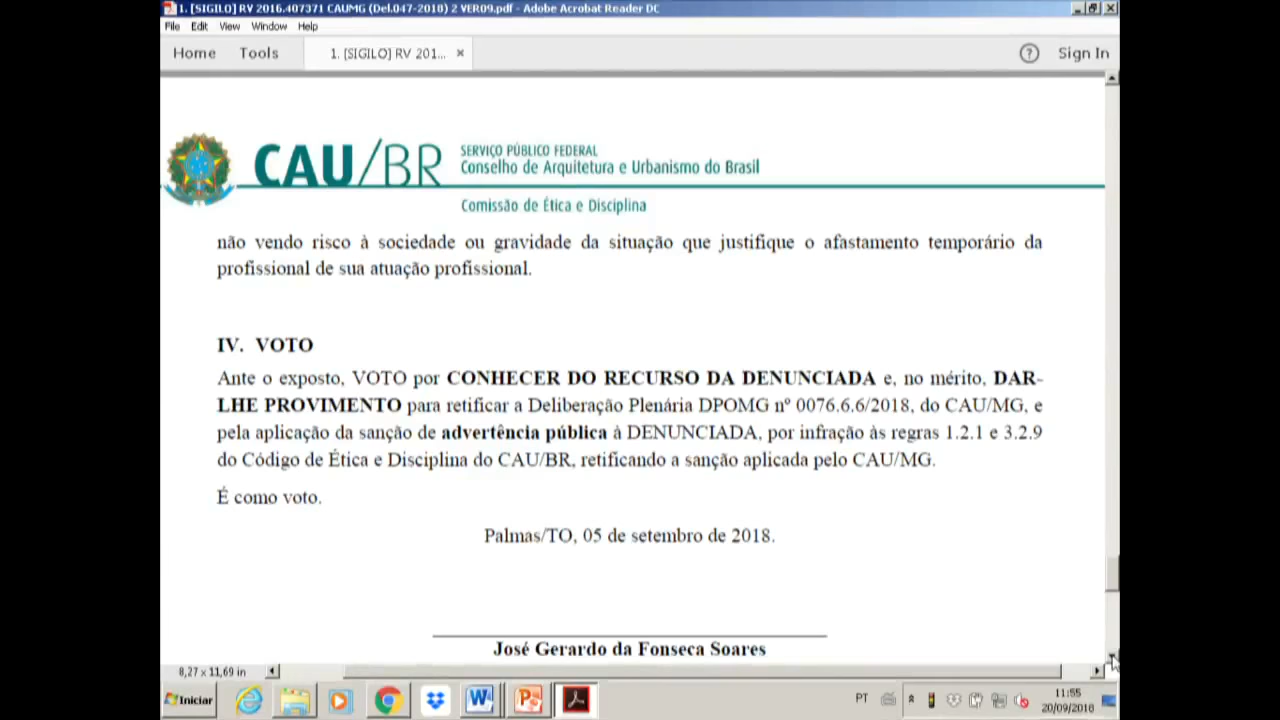 1. [SIGILO] RV 2016.407371 CAUMG (Del.047-2018) 2 VER09.pdf - Adobe Acrobat Reader DC
File Edit View Window Help
Home Tools 1. [SIGILO] RV 201... × ? Sign In
CAU/BR
SERVIÇO PÚBLICO FEDERAL
Conselho de Arquitetura e Urbanismo do Brasil
Comissão de Ética e Disciplina
não vendo risco à sociedade ou gravidade da situação que justifique o afastamento temporário da
profissional de sua atuação profissional.
IV. VOTO
Ante o exposto, VOTO por CONHECER DO RECURSO DA DENUNCIADA e, no mérito, DAR-
LHE PROVIMENTO para retificar a Deliberação Plenária DPOMG nº 0076.6.6/2018, do CAU/MG, e
pela aplicação da sanção de advertência pública à DENUNCIADA, por infração às regras 1.2.1 e 3.2.9
do Código de Ética e Disciplina do CAU/BR, retificando a sanção aplicada pelo CAU/MG.
É como voto.
Palmas/TO, 05 de setembro de 2018.
José Gerardo da Fonseca Soares
8,27 x 11,69 in
Iniciar
PT
11:55
20/09/2018